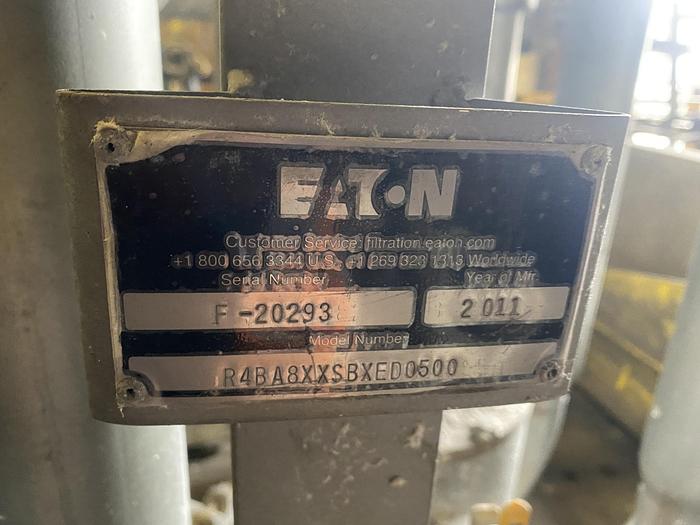 EATON
Customer Service: filtration.eaton.com
+1 800 656 3344 U.S. +1 269 323 1313 Worldwide
Serial Number Year of Mfr
F-20293 2011
Model Number
R4BA8XXSBXED0500